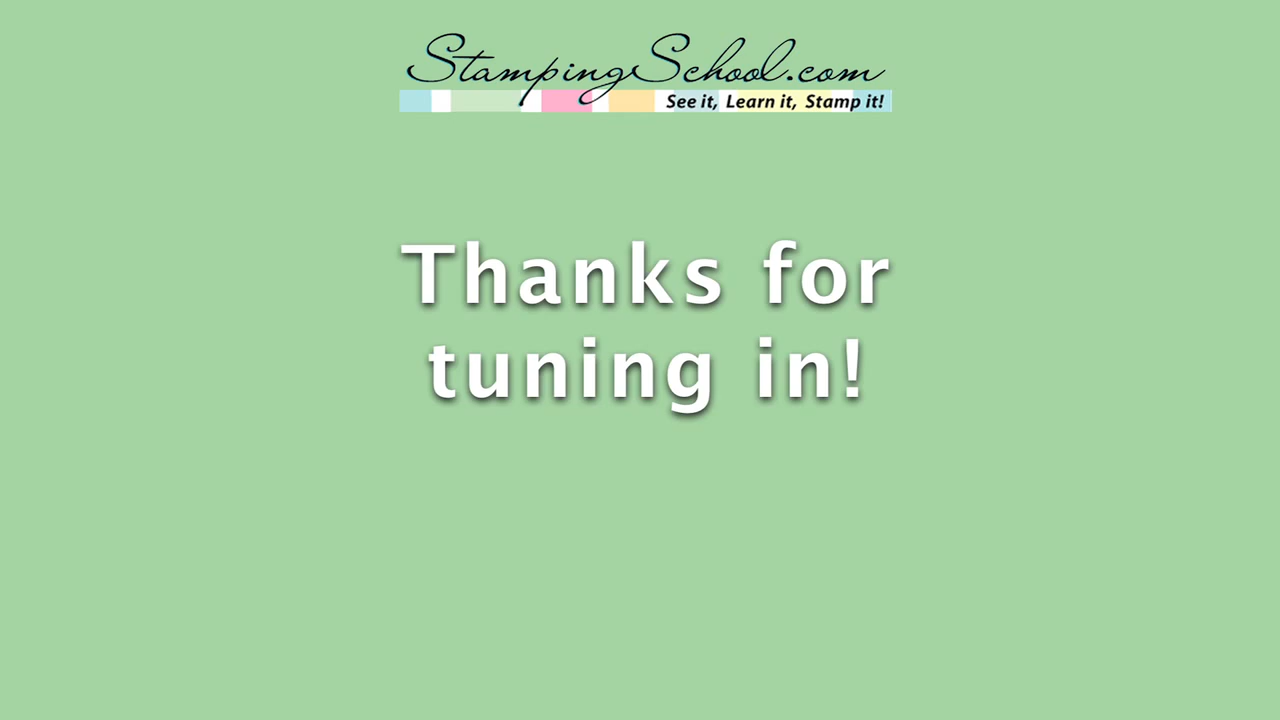 StampingSchool.com
See it, Learn it, Stamp it!
Thanks for
tuning in!